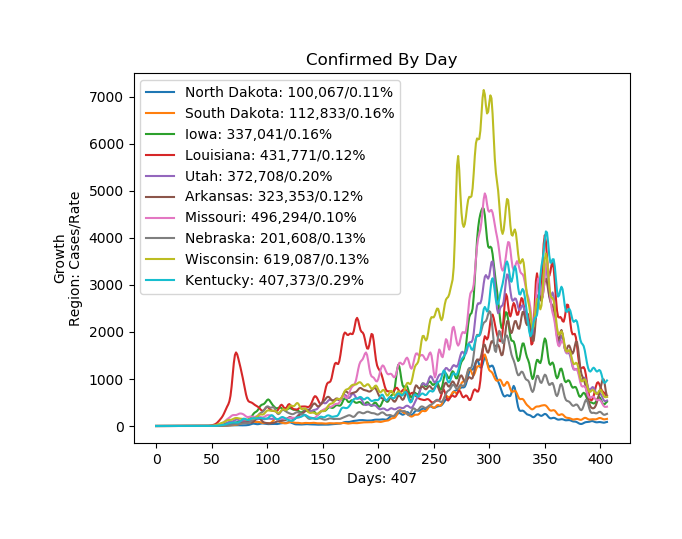 Confirmed By Day
North Dakota: 100,067/0.11%
South Dakota: 112,833/0.16%
Iowa: 337,041/0.16%
Louisiana: 431,771/0.12%
Utah: 372,708/0.20%
Arkansas: 323,353/0.12%
Missouri: 496,294/0.10%
Nebraska: 201,608/0.13%
Wisconsin: 619,087/0.13%
Kentucky: 407,373/0.29%
Growth
Region: Cases/Rate
7000
6000
5000
4000
3000
2000
1000
0
0 50 100 150 200 250 300 350 400
Days: 407